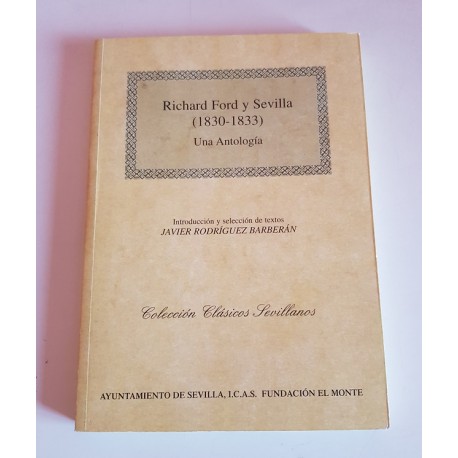 Richard Ford y Sevilla
(1830-1833)
Una Antología
Introducción y selección de textos
JAVIER RODRÍGUEZ BARBERÁN
Colección Clásicos Sevillanos
AYUNTAMIENTO DE SEVILLA, I.C.A.S. FUNDACIÓN EL MONTE